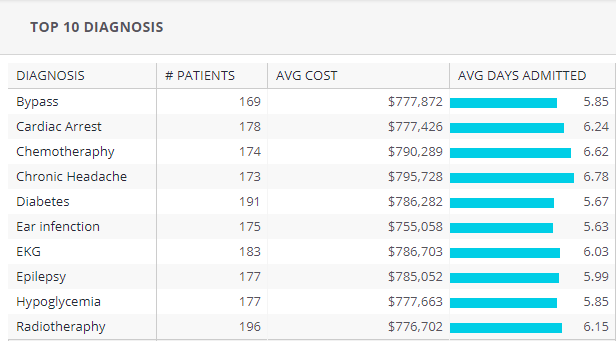 TOP 10 DIAGNOSIS
DIAGNOSIS # PATIENTS AVG COST AVG DAYS ADMITTED
Bypass 169 $777,872 5.85
Cardiac Arrest 178 $777,426 6.24
Chemotheraphy 174 $790,289 6.62
Chronic Headache 173 $795,728 6.78
Diabetes 191 $786,282 5.67
Ear infenction 175 $755,058 5.63
EKG 183 $786,703 6.03
Epilepsy 177 $785,052 5.99
Hypoglycemia 177 $777,663 5.85
Radiotheraphy 196 $776,702 6.15